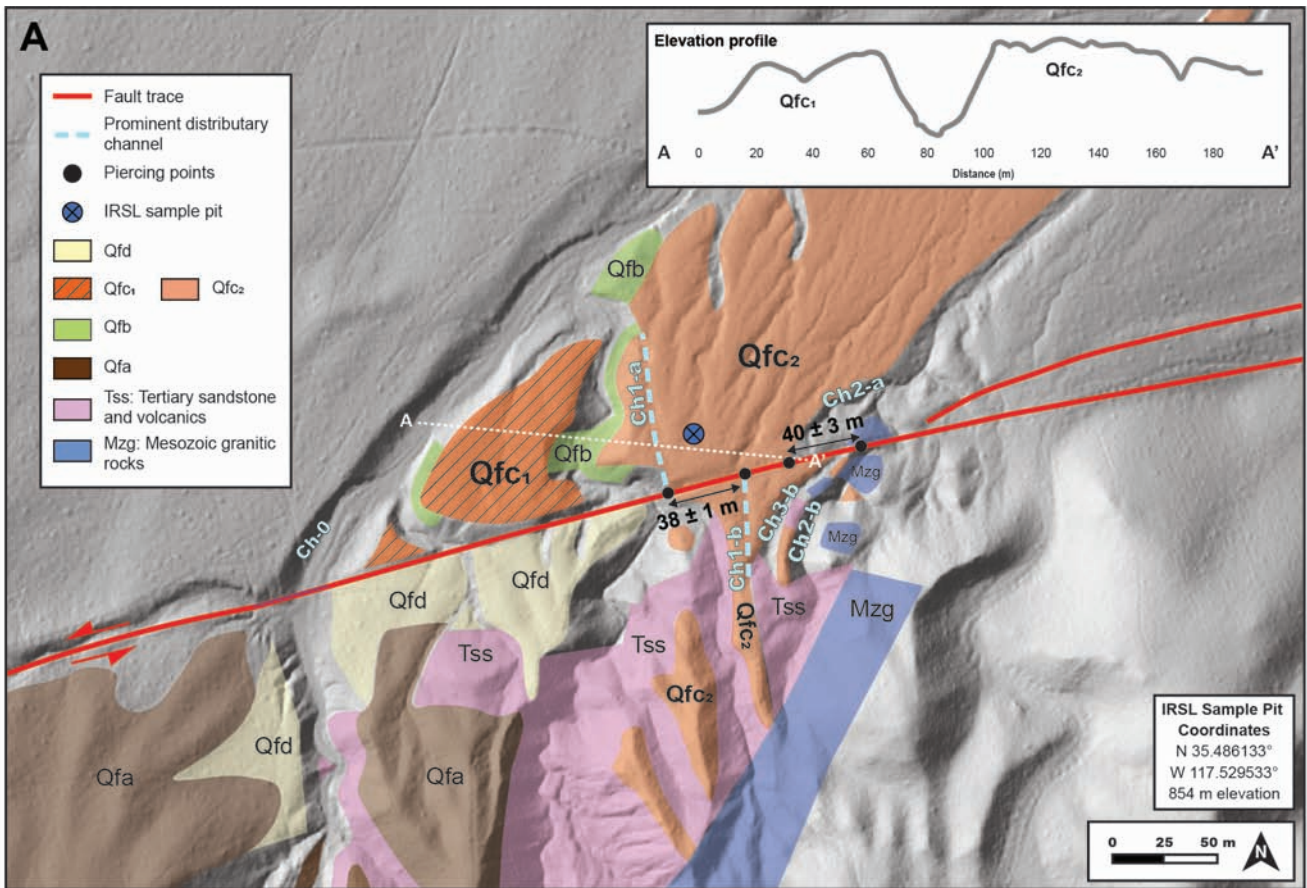 A
Fault trace
Prominent distributary
channel
Piercing points
IRSL sample pit
Qfd
Qfc₁
Qfc₂
Qfb
Qfa
Tss: Tertiary sandstone
and volcanics
Mzg: Mesozoic granitic
rocks
Elevation profile
Qfc₁
Qfc₂
A
0
20
40
60
80
100
120
140
160
180
A'
Distance (m)
Qfb
Ch1-a
Qfc₂
Ch2-a
A
Qfb
40 ± 3 m
A'
Qfc₁
Mzg
38 ± 1 m
Ch3-b
Ch2-b
Mzg
Ch-0
Ch1-b
Qfd
Qfd
Tss
Mzg
Tss
Tss
Qfc₂
Qfc₂
Qfd
Qfa
Qfa
IRSL Sample Pit
Coordinates
N 35.486133°
W 117.529533°
854 m elevation
0 25 50 m
N